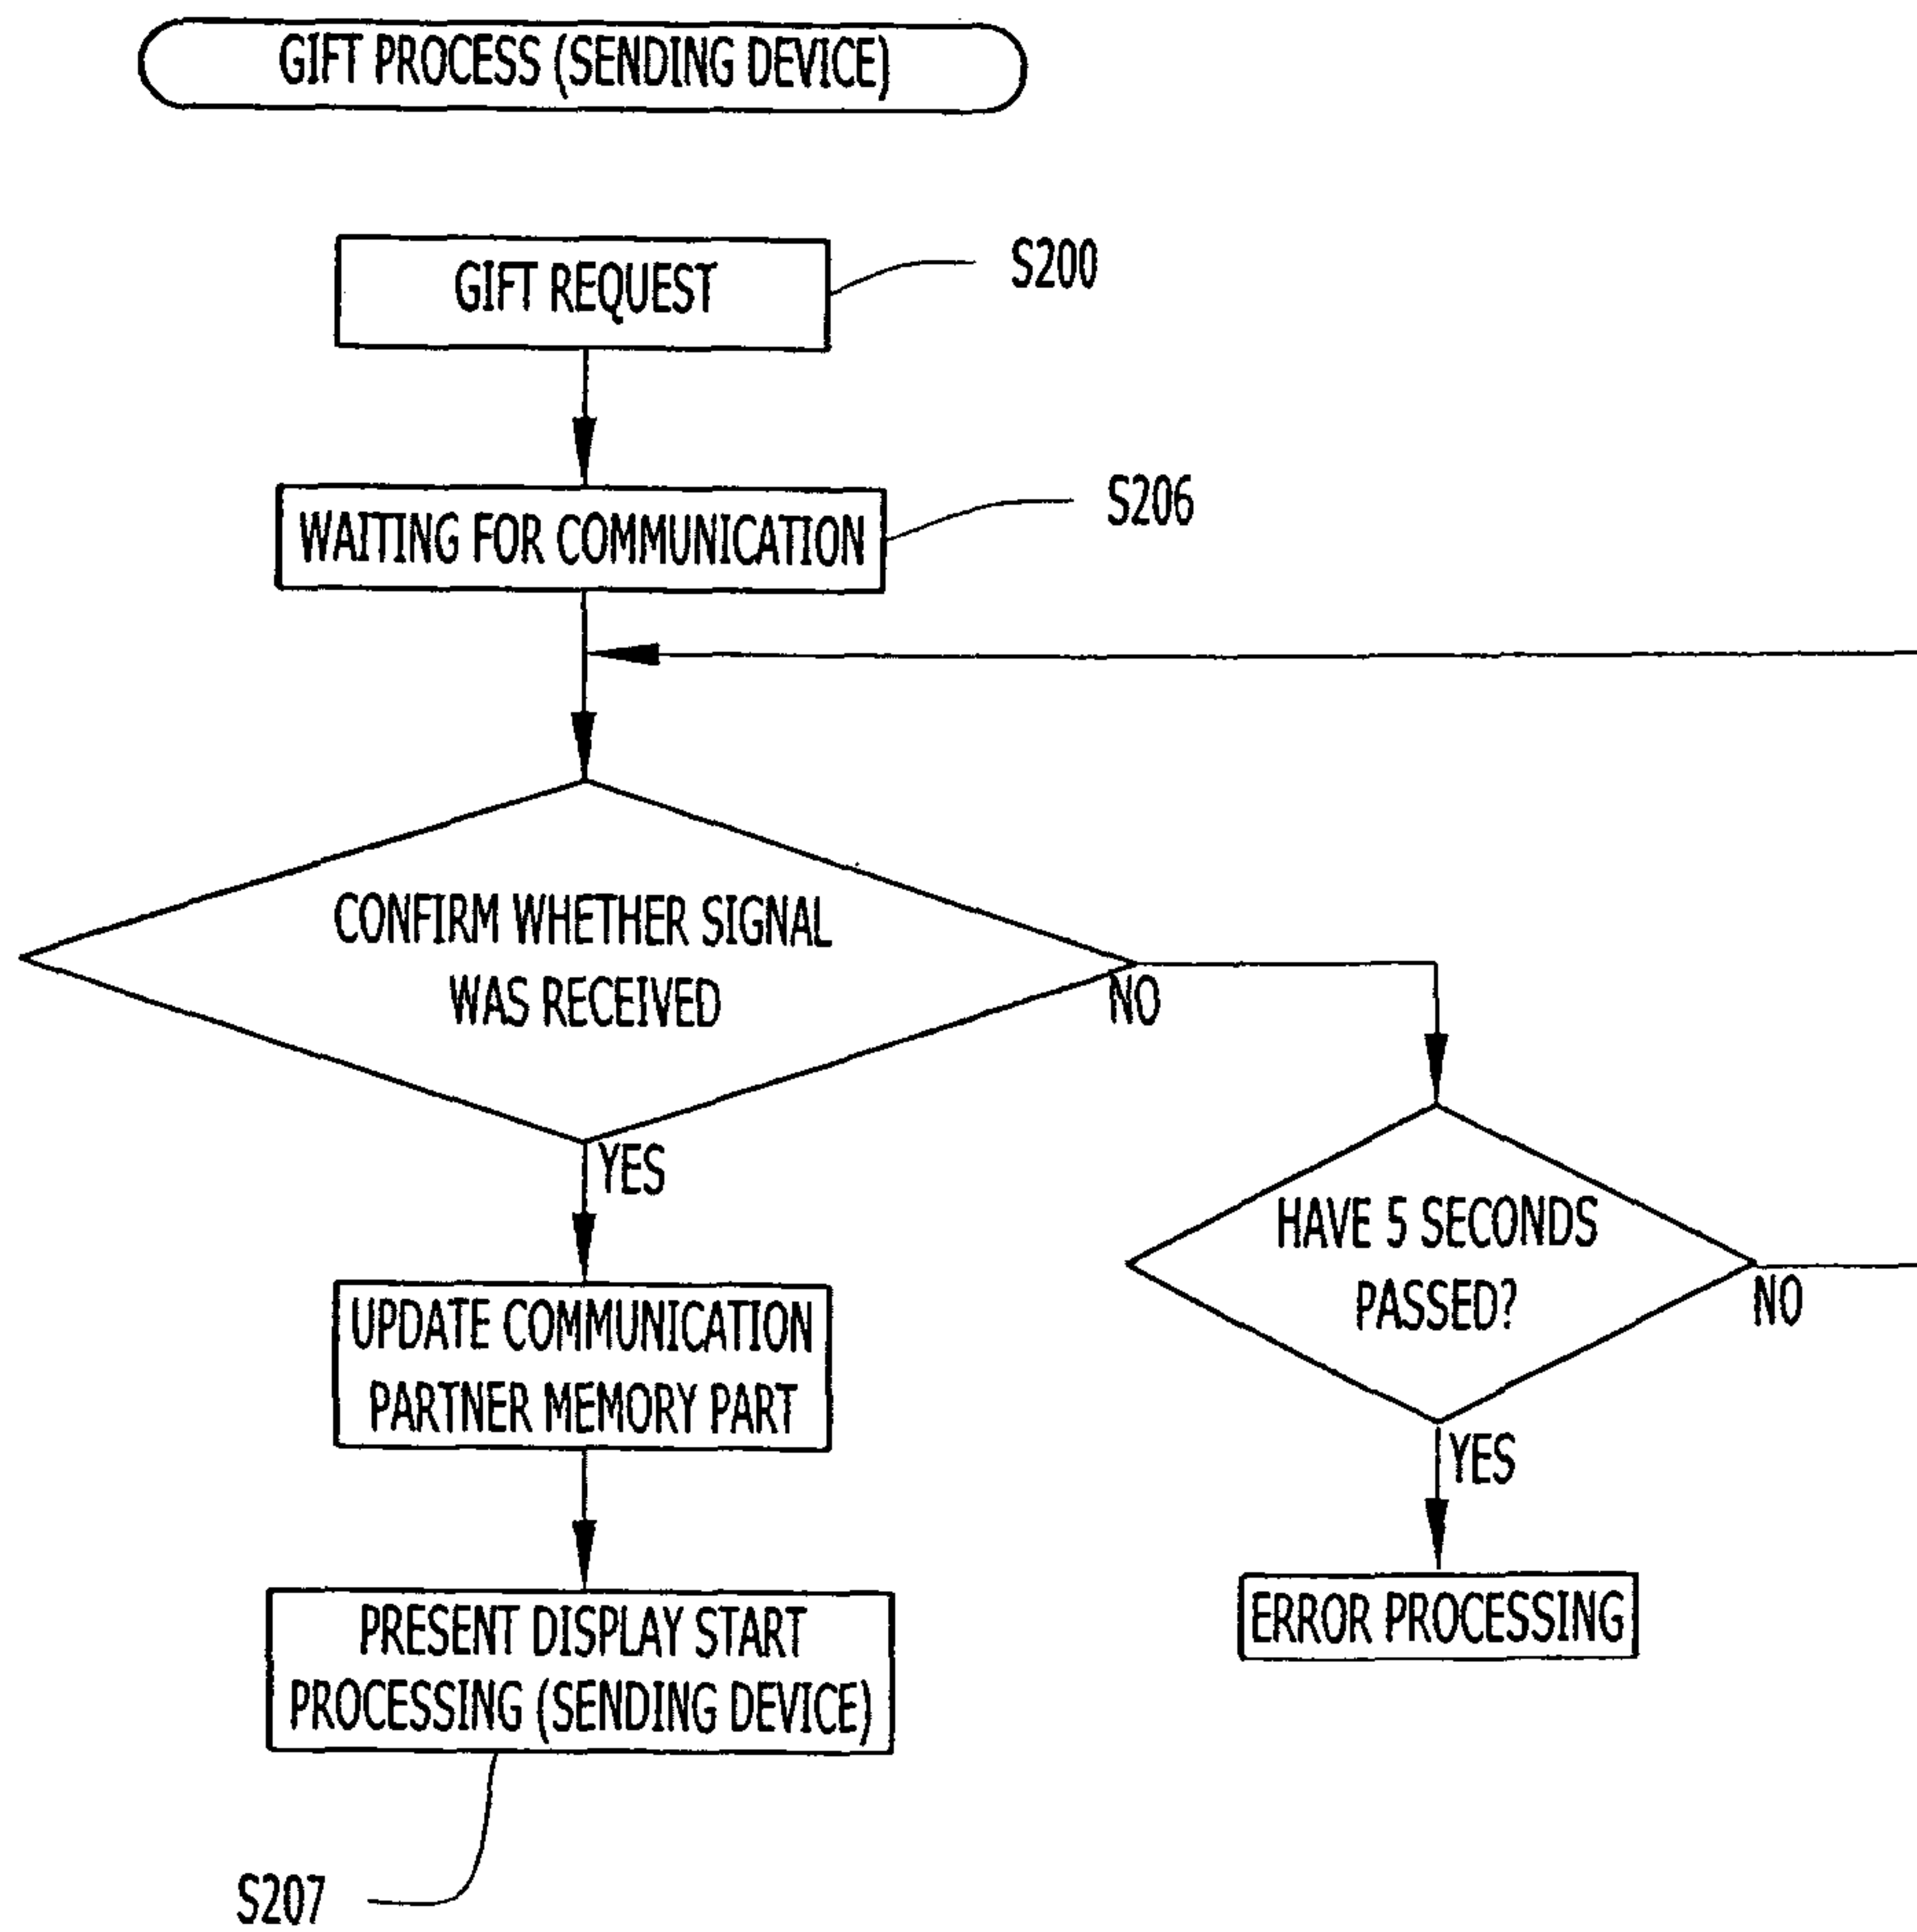 GIFT PROCESS (SENDING DEVICE)
GIFT REQUEST
S200
WAITING FOR COMMUNICATION
S206
CONFIRM WHETHER SIGNAL
WAS RECEIVED
NO
YES
HAVE 5 SECONDS
PASSED?
NO
YES
UPDATE COMMUNICATION
PARTNER MEMORY PART
ERROR PROCESSING
PRESENT DISPLAY START
PROCESSING (SENDING DEVICE)
S207